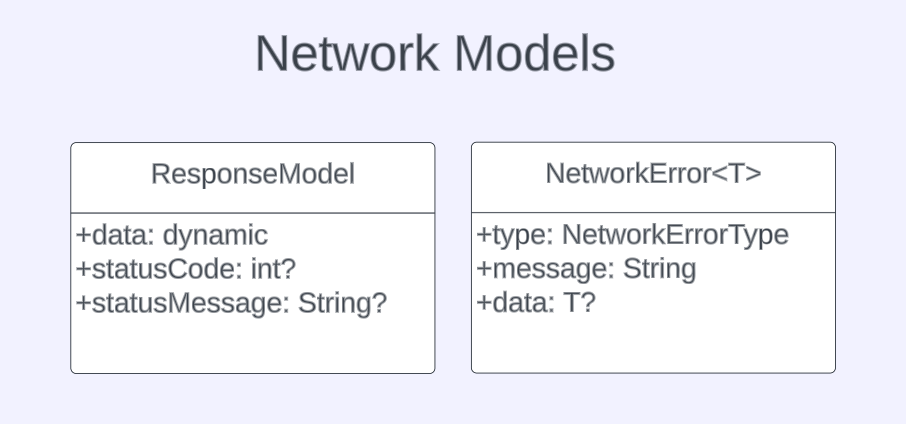 Network Models
ResponseModel
+data: dynamic
+statusCode: int?
+statusMessage: String?
NetworkError<T>
+type: NetworkErrorType
+message: String
+data: T?